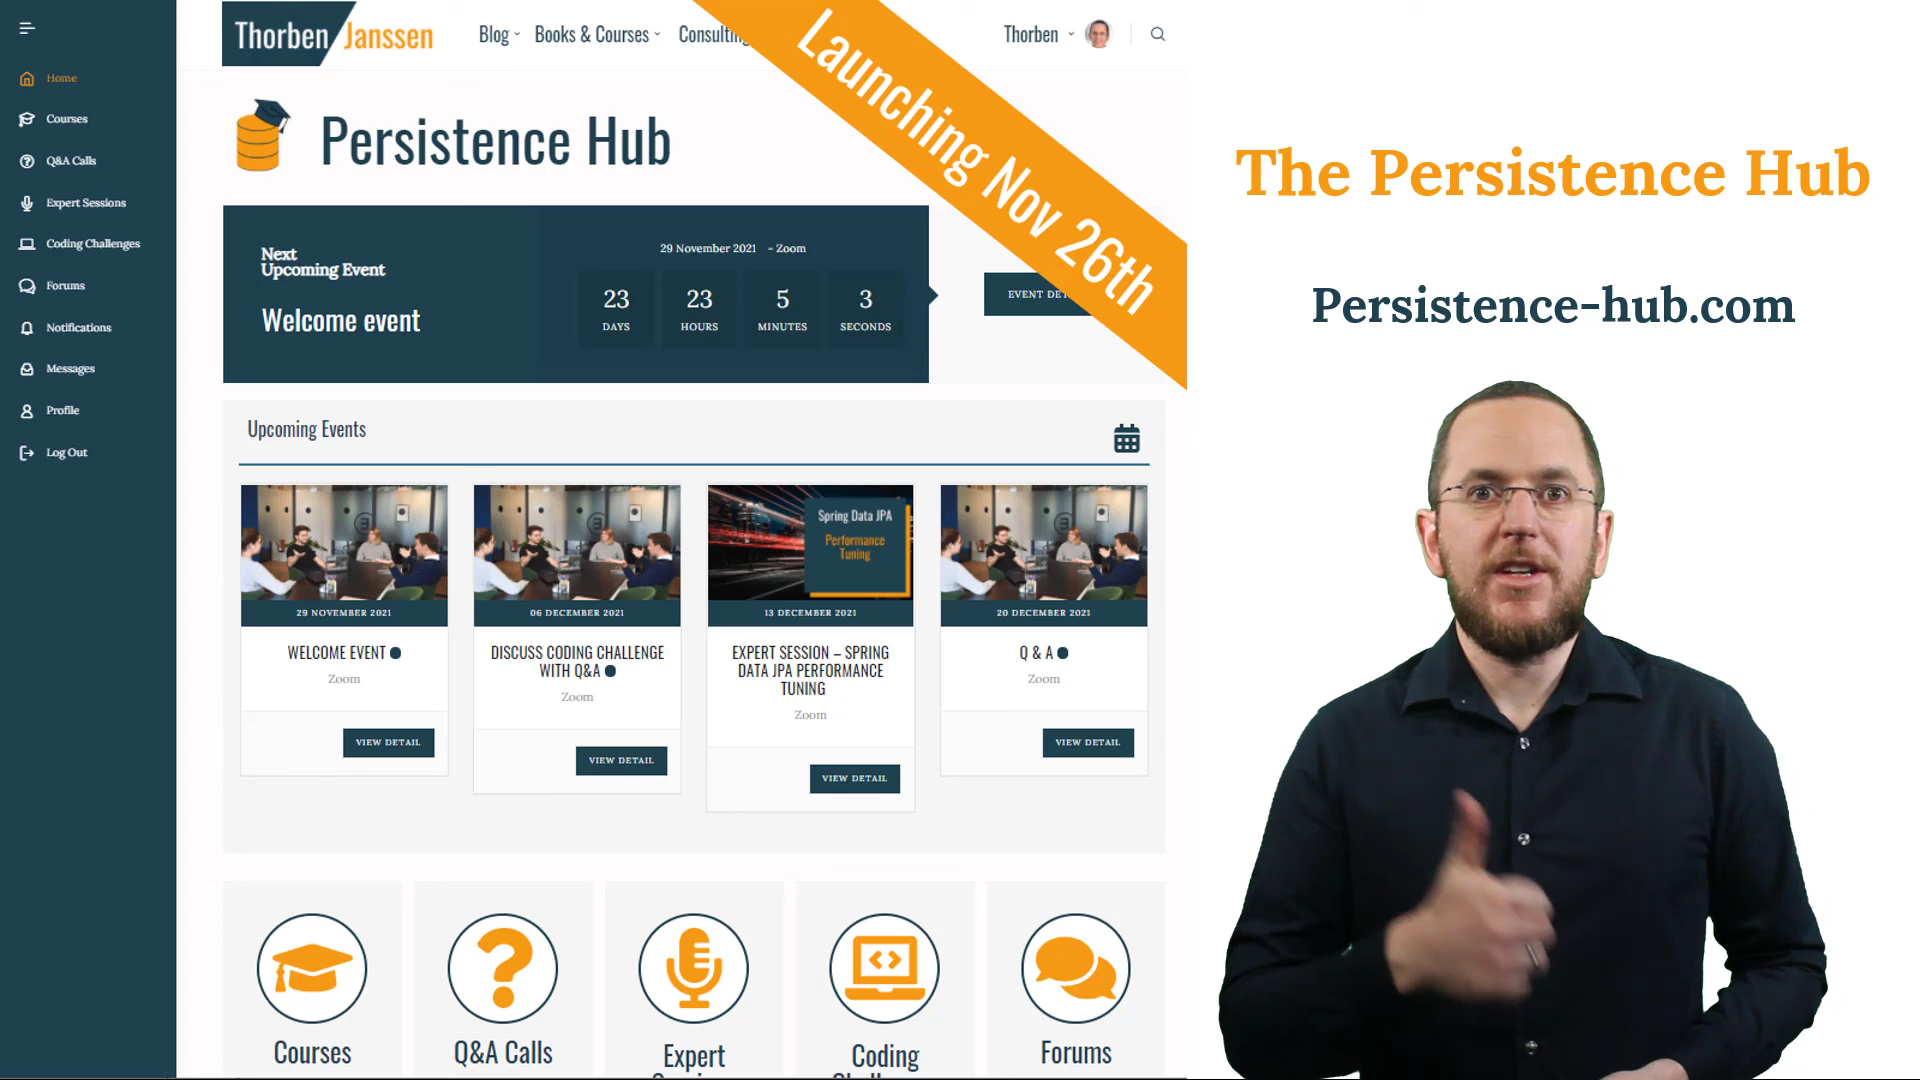 Thorben Janssen
Blog
Books & Courses
Consulting
Thorben
Home
Courses
Q&A Calls
Expert Sessions
Coding Challenges
Forums
Notifications
Messages
Profile
Log Out
Persistence Hub
Launching Nov 26th
Next
Upcoming Event
Welcome event
29 November 2021 - Zoom
23 23 5 3
DAYS HOURS MINUTES SECONDS
EVENT
Upcoming Events
Spring Data JPA
Performance
Tuning
29 NOVEMBER 2021
WELCOME EVENT
Zoom
VIEW DETAIL
06 DECEMBER 2021
DISCUSS CODING CHALLENGE
WITH Q&A
Zoom
VIEW DETAIL
13 DECEMBER 2021
EXPERT SESSION – SPRING
DATA JPA PERFORMANCE
TUNING
Zoom
VIEW DETAIL
20 DECEMBER 2021
Q & A
Zoom
VIEW DETAIL
Courses
Q&A Calls
Expert
Coding
Forums
The Persistence Hub
Persistence-hub.com